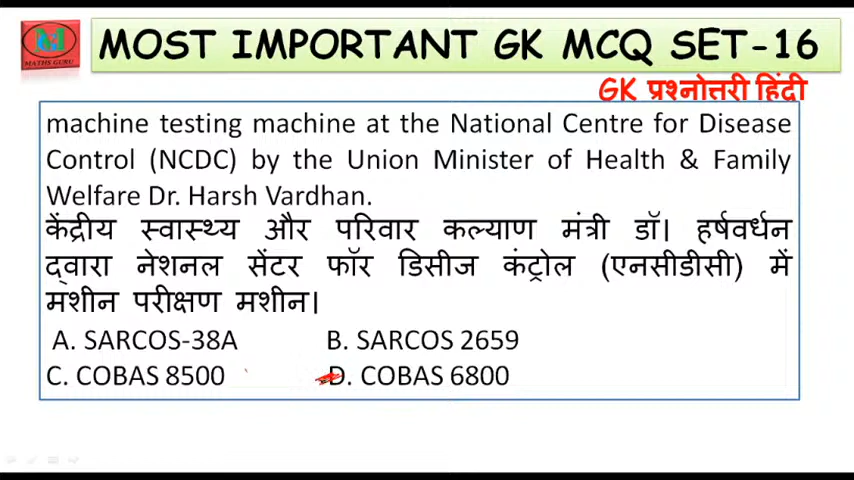 MATHS GURU
MOST IMPORTANT GK MCQ SET-16
GK प्रश्नोत्तरी हिंदी
machine testing machine at the National Centre for Disease
Control (NCDC) by the Union Minister of Health & Family
Welfare Dr. Harsh Vardhan.
केंद्रीय स्वास्थ्य और परिवार कल्याण मंत्री डॉ। हर्षवर्धन
द्वारा नेशनल सेंटर फॉर डिसीज कंट्रोल (एनसीडीसी) में
मशीन परीक्षण मशीन।
A. SARCOS-38A B. SARCOS 2659
C. COBAS 8500 D. COBAS 6800